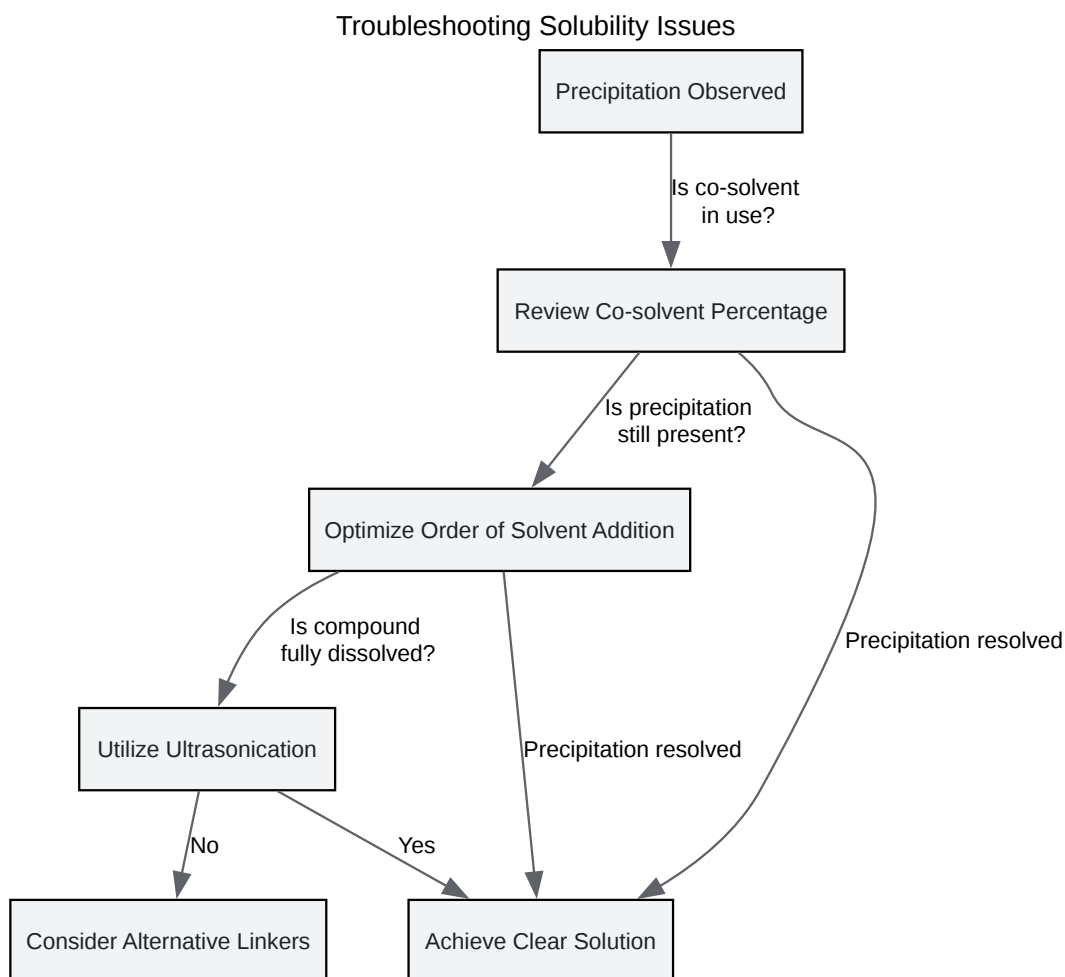 Troubleshooting Solubility Issues
Precipitation Observed
Is co-solvent
in use?
Review Co-solvent Percentage
Is precipitation
still present?
Optimize Order of Solvent Addition
Is compound
fully dissolved?
Precipitation resolved
Utilize Ultrasonication
Precipitation resolved
No
Yes
Consider Alternative Linkers
Achieve Clear Solution